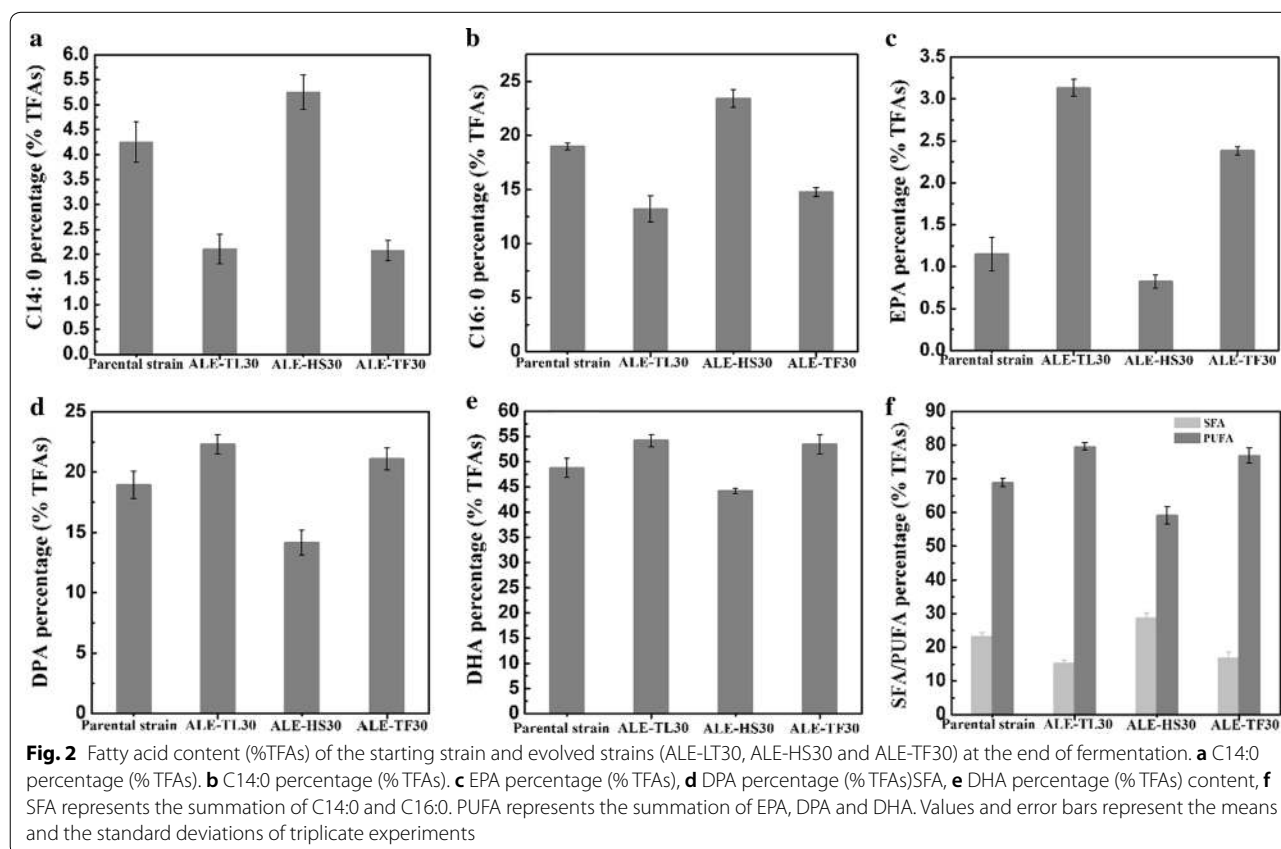 a
C14: 0 percentage (% TFAs)
6.0
5.5
5.0
4.5
4.0
3.5
3.0
2.5
2.0
1.5
1.0
0.5
0.0
Parental strain ALE-TL30 ALE-HS30 ALE-TF30
b
C16: 0 percentage (% TFAs)
25
20
15
10
5
0
Parental strain ALE-TL30 ALE-HS30 ALE-TF30
c
EPA percentage (% TFAs)
3.5
3.0
2.5
2.0
1.5
1.0
0.5
0.0
Parental strain ALE-TL30 ALE-HS30 ALE-TF30
d
DPA percentage (% TFAs)
25
20
15
10
5
0
Parental strain ALE-TL30 ALE-HS30 ALE-TF30
e
DHA percentage (% TFAs)
60
55
50
45
40
35
30
25
20
15
10
5
0
Parental strain ALE-TL30 ALE-HS30 ALE-TF30
f
SFA/PUFA percentage (% TFAs)
90
80
70
60
50
40
30
20
10
0
SFA
PUFA
Parental strain ALE-TL30 ALE-HS30 ALE-TF30
Fig. 2 Fatty acid content (%TFAs) of the starting strain and evolved strains (ALE-LT30, ALE-HS30 and ALE-TF30) at the end of fermentation. a C14:0
percentage (% TFAs). b C14:0 percentage (% TFAs). c EPA percentage (% TFAs), d DPA percentage (% TFAs)SFA, e DHA percentage (% TFAs) content, f
SFA represents the summation of C14:0 and C16:0. PUFA represents the summation of EPA, DPA and DHA. Values and error bars represent the means
and the standard deviations of triplicate experiments